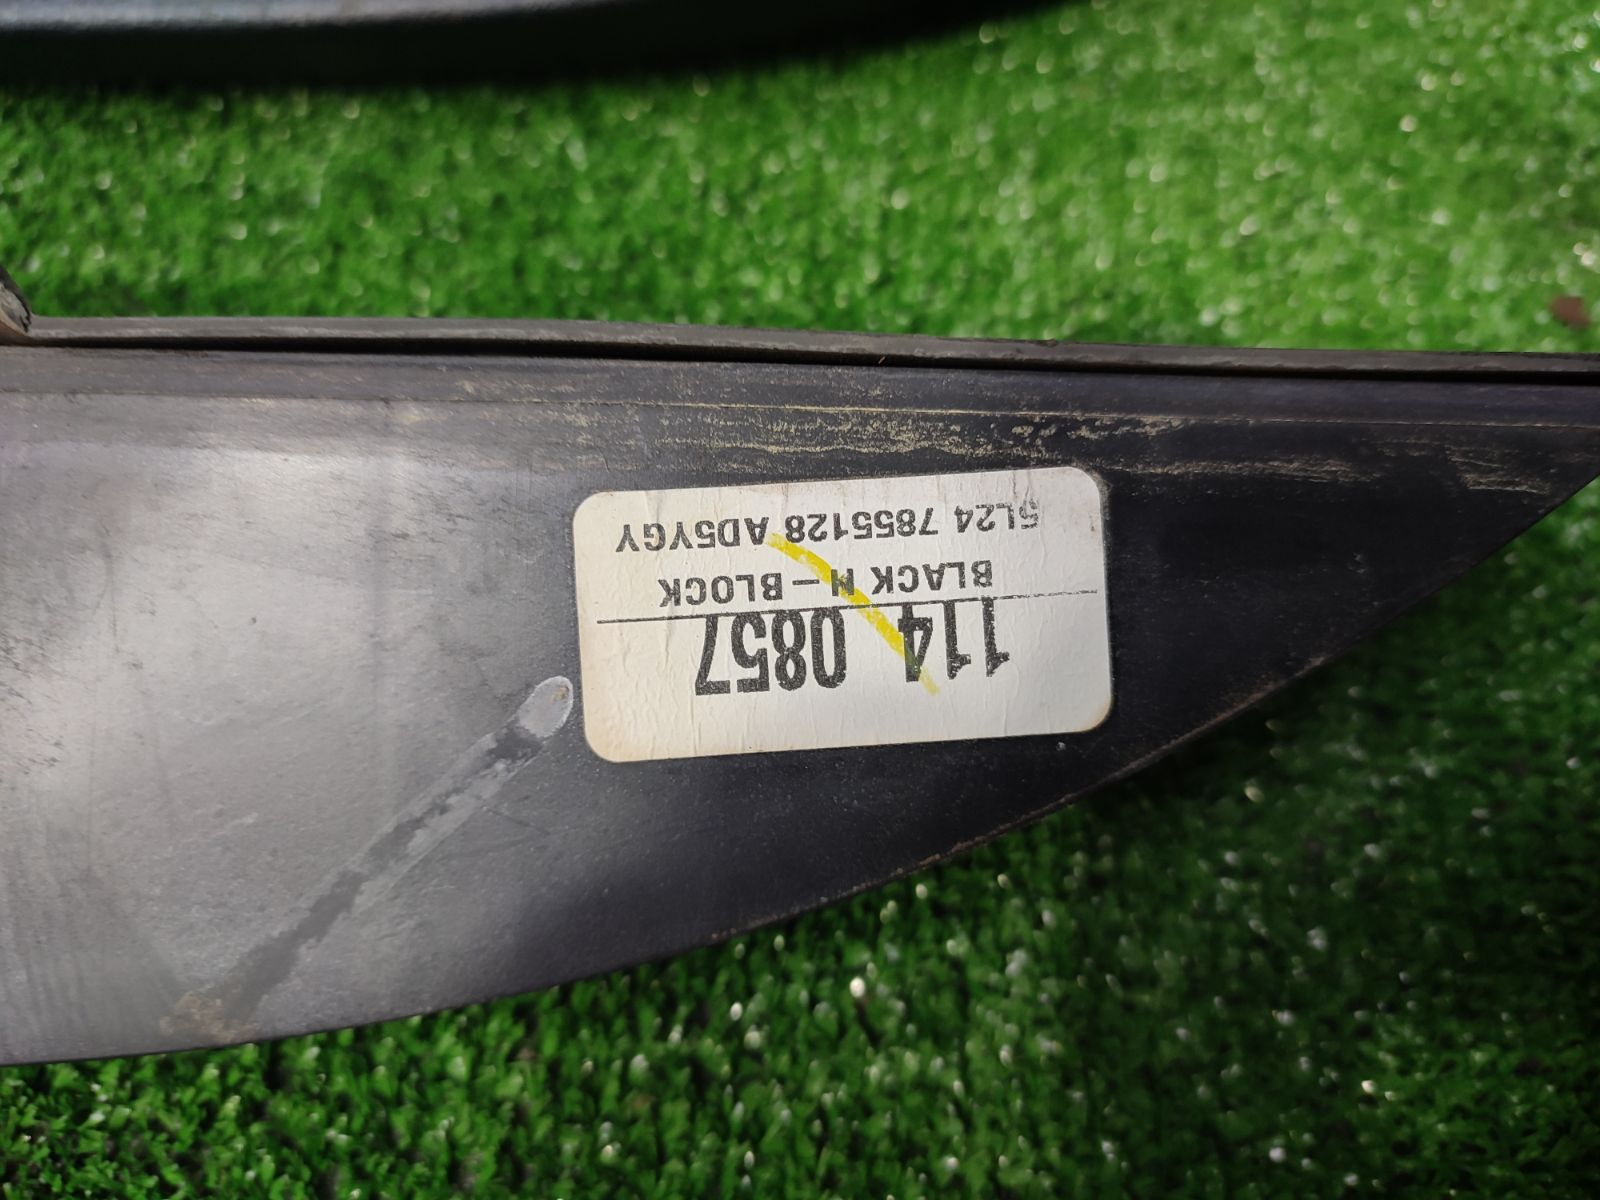 114 0857
BLACK – BLOCK
5L24 7855128 AD5YGY